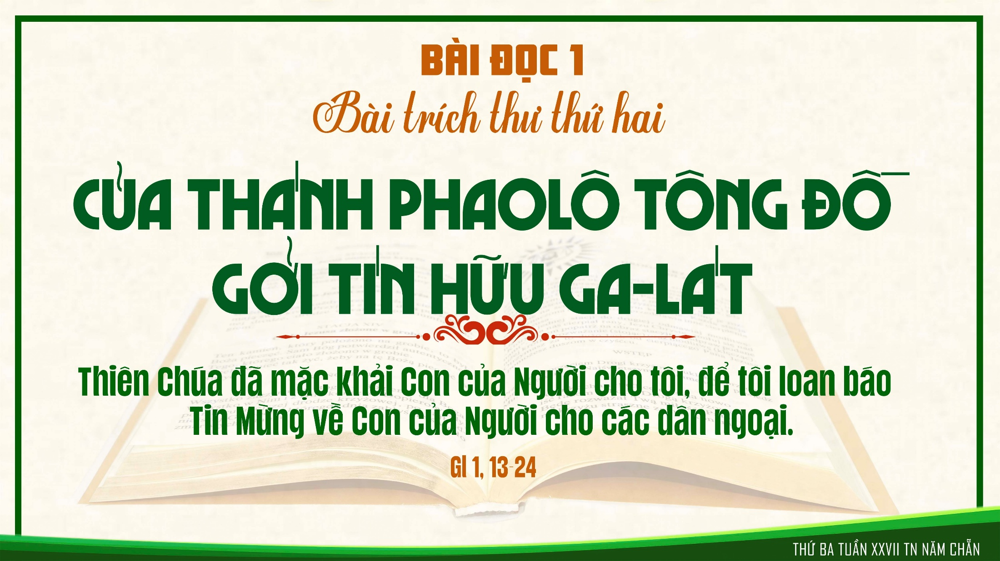 BÀI ĐỌC 1
Bài trích thư thứ hai
CỦA THÁNH PHAOLÔ TÔNG ĐỒ
GỞI TÍN HỮU GA-LÁT
Thiên Chúa đã mặc khải Con của Người cho tôi, để tôi loan báo
Tin Mừng về Con của Người cho các dân ngoại.
Gl 1, 13-24
THỨ BA TUẦN XXVII TN NĂM CHẴN